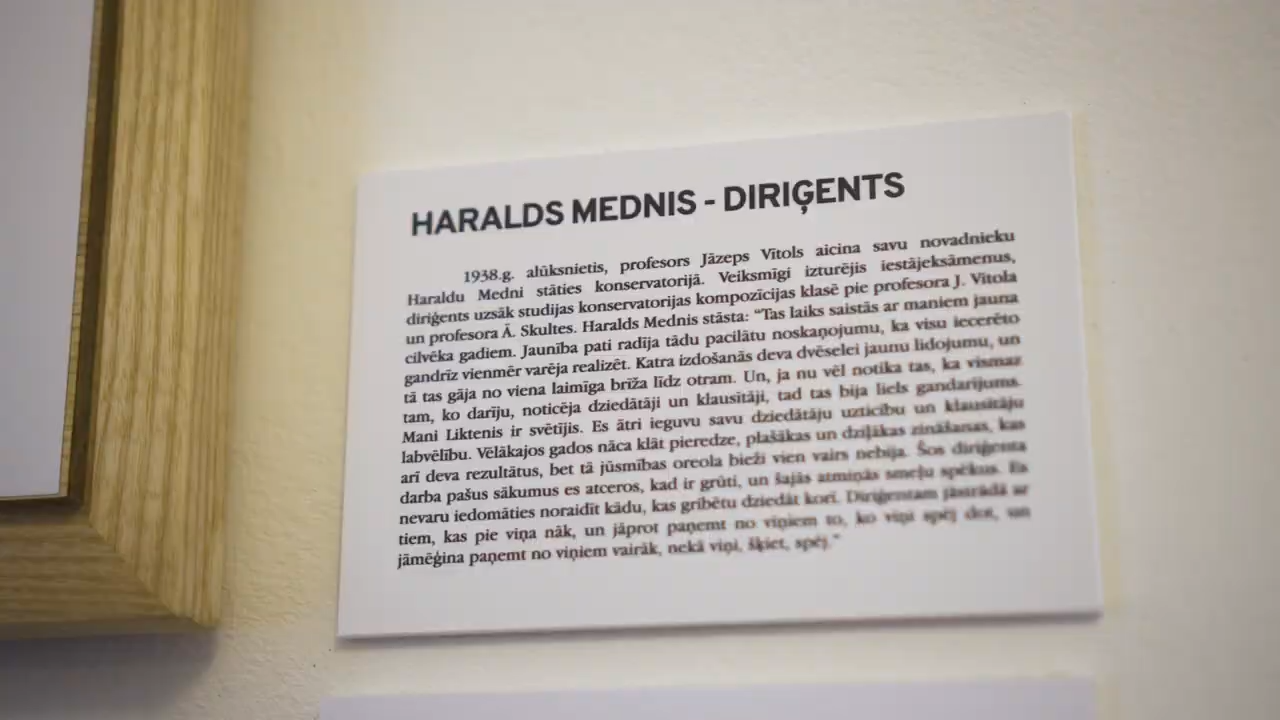 HARALDS MEDNIS - DIRIĢENTS
1938.g. alūksnietis, profesors Jāzeps Vītols aicina savu novadnieku
Haraldu Medni stāties konservatorijā. Veiksmīgi izturējis iestājeksāmenus,
diriģents uzsāk studijas konservatorijas kompozīcijas klasē pie profesora J. Vītola
un profesora Ā. Skultes. Haralds Mednis stāsta: “Tas laiks saistās ar maniem jauna
cilvēka gadiem. Jaunība pati radīja tādu pacilātu noskaņojumu, ka visu iecerēto
gandrīz vienmēr varēja realizēt. Katra izdošanās deva dvēselei jaunu lidojumu, un
tā tas gāja no viena laimīga brīža līdz otram. Un, ja nu vēl notika tas, ka vismaz
tam, ko darīju, noticēja dziedātāji un klausītāji, tad tas bija liels gandarījums.
Mani Liktenis ir svētījis. Es ātri ieguvu savu dziedātāju uzticību un klausītāju
labvēlību. Vēlākajos gados nāca klāt pieredze, plašākas un dziļākas zināšanas, kas
arī deva rezultātus, bet tā jūsmības oreola bieži vien vairs nebija. Šos diriģenta
darba pašus sākumus es atceros, kad ir grūti, un šajās atmiņās smeļu spēkus. Es
nevaru iedomāties noraidīt kādu, kas gribētu dziedāt korī. Diriģentam jāstrādā ar
tiem, kas pie viņa nāk, un jāprot paņemt no viņiem to, ko viņi spēj dot, un
jāmēģina paņemt no viņiem vairāk, nekā viņi, šķiet, spēj.”